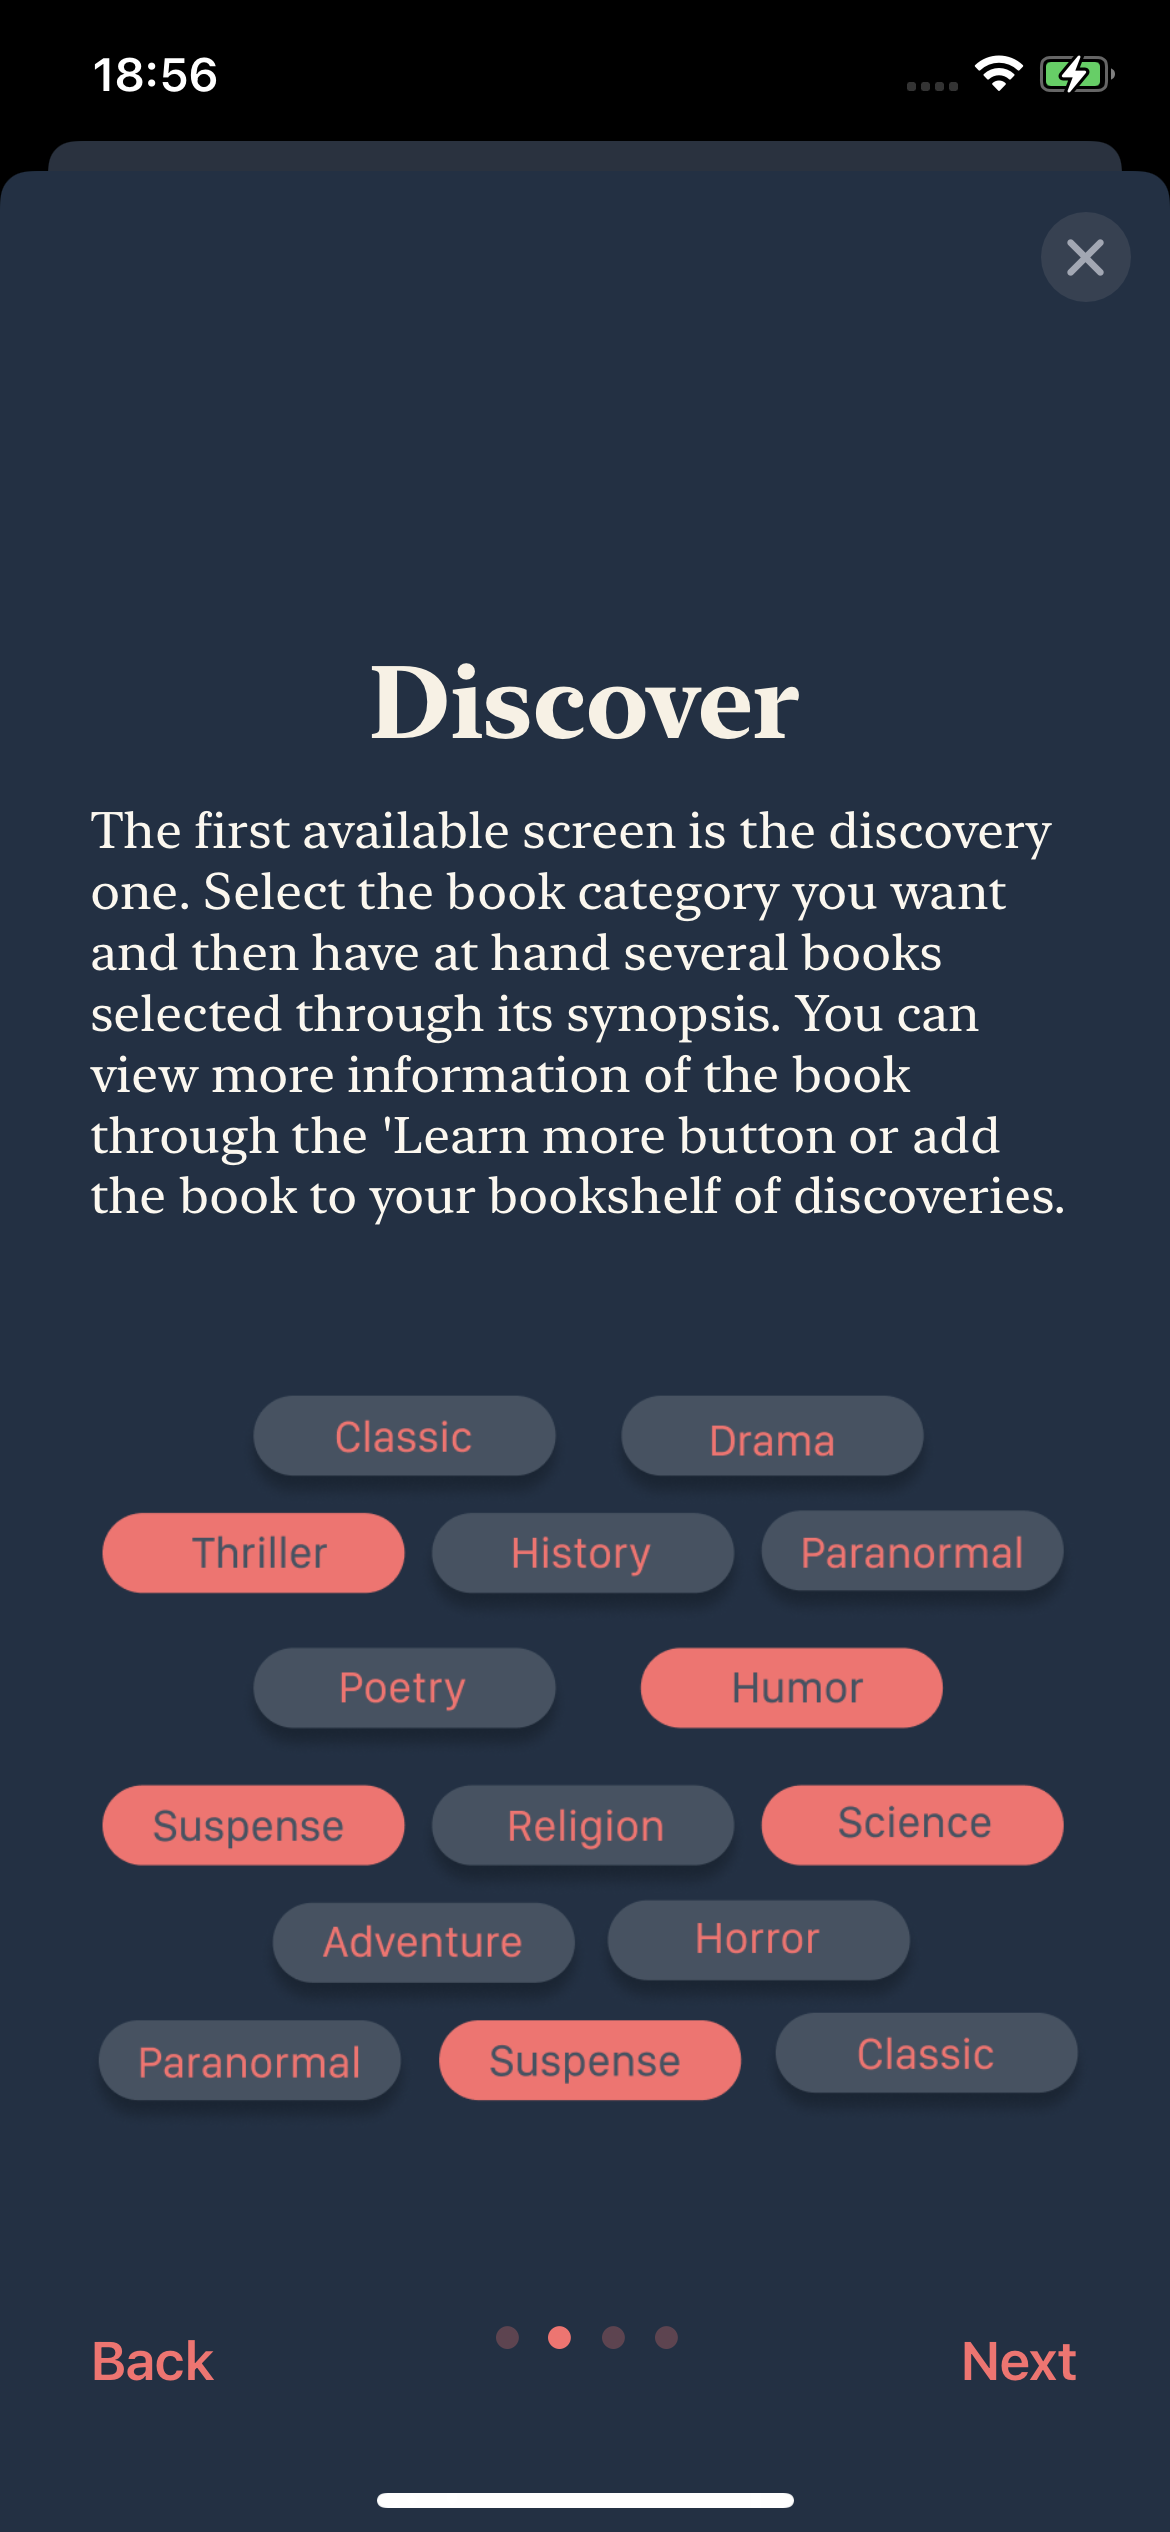 18:56
Discover
The first available screen is the discovery
one. Select the book category you want
and then have at hand several books
selected through its synopsis. You can
view more information of the book
through the 'Learn more button or add
the book to your bookshelf of discoveries.
Classic Drama
Thriller History Paranormal
Poetry Humor
Suspense Religion Science
Adventure Horror
Paranormal Suspense Classic
Back Next